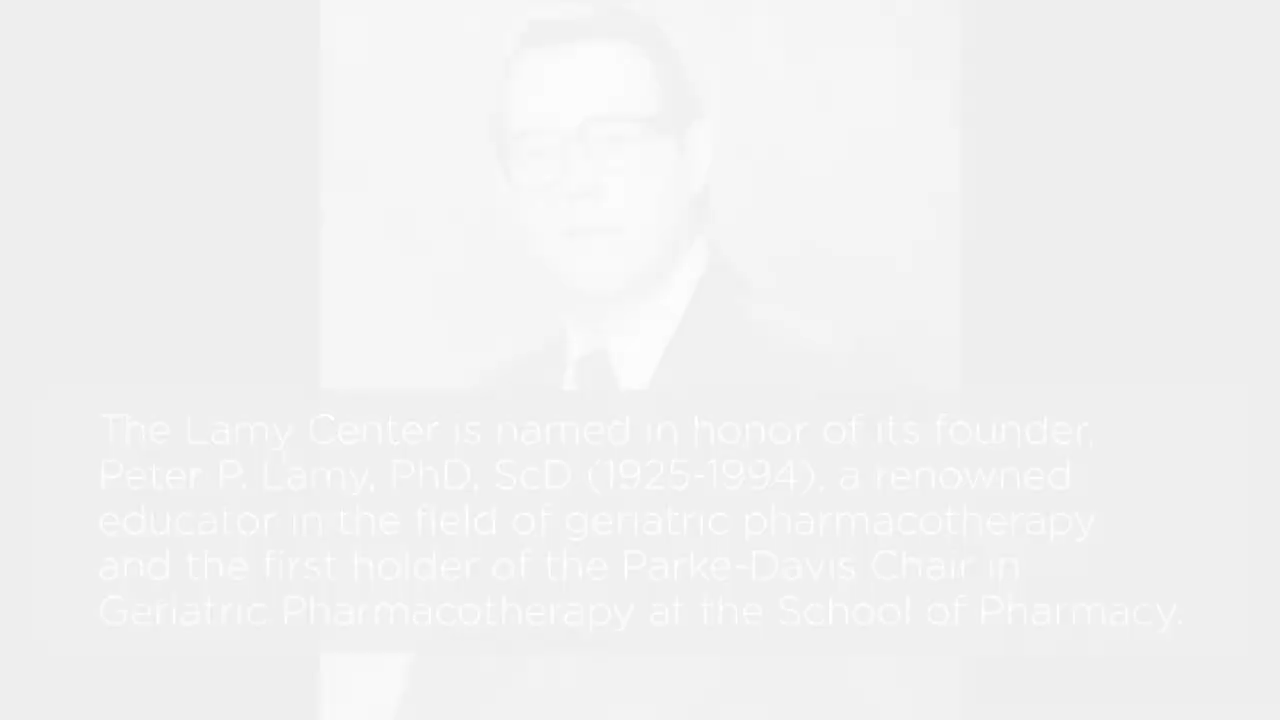 The Lamy Center is named in honor of its founder,
Peter P. Lamy, PhD, ScD (1925-1994), a renowned
educator in the field of geriatric pharmacotherapy
and the first holder of the Parke-Davis Chair in
Geriatric Pharmacotherapy at the School of Pharmacy.